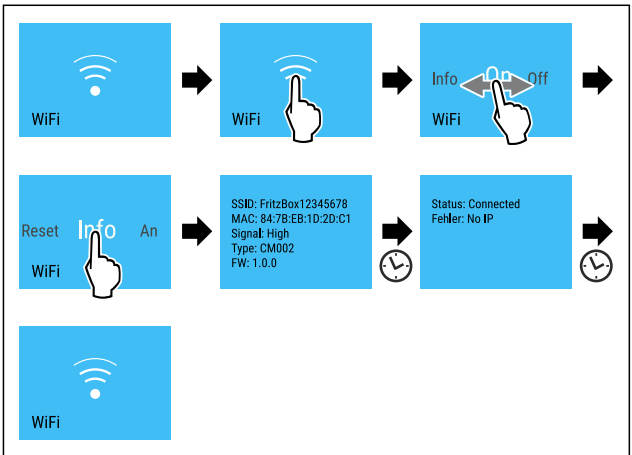 WiFi
WiFi
Info On Off
WiFi
Reset Info An
WiFi
SSID: FritzBox12345678
MAC: 84:7B:EB:1D:2D:C1
Signal: High
Type: CM002
FW: 1.0.0
Status: Connected
Fehler: No IP
WiFi